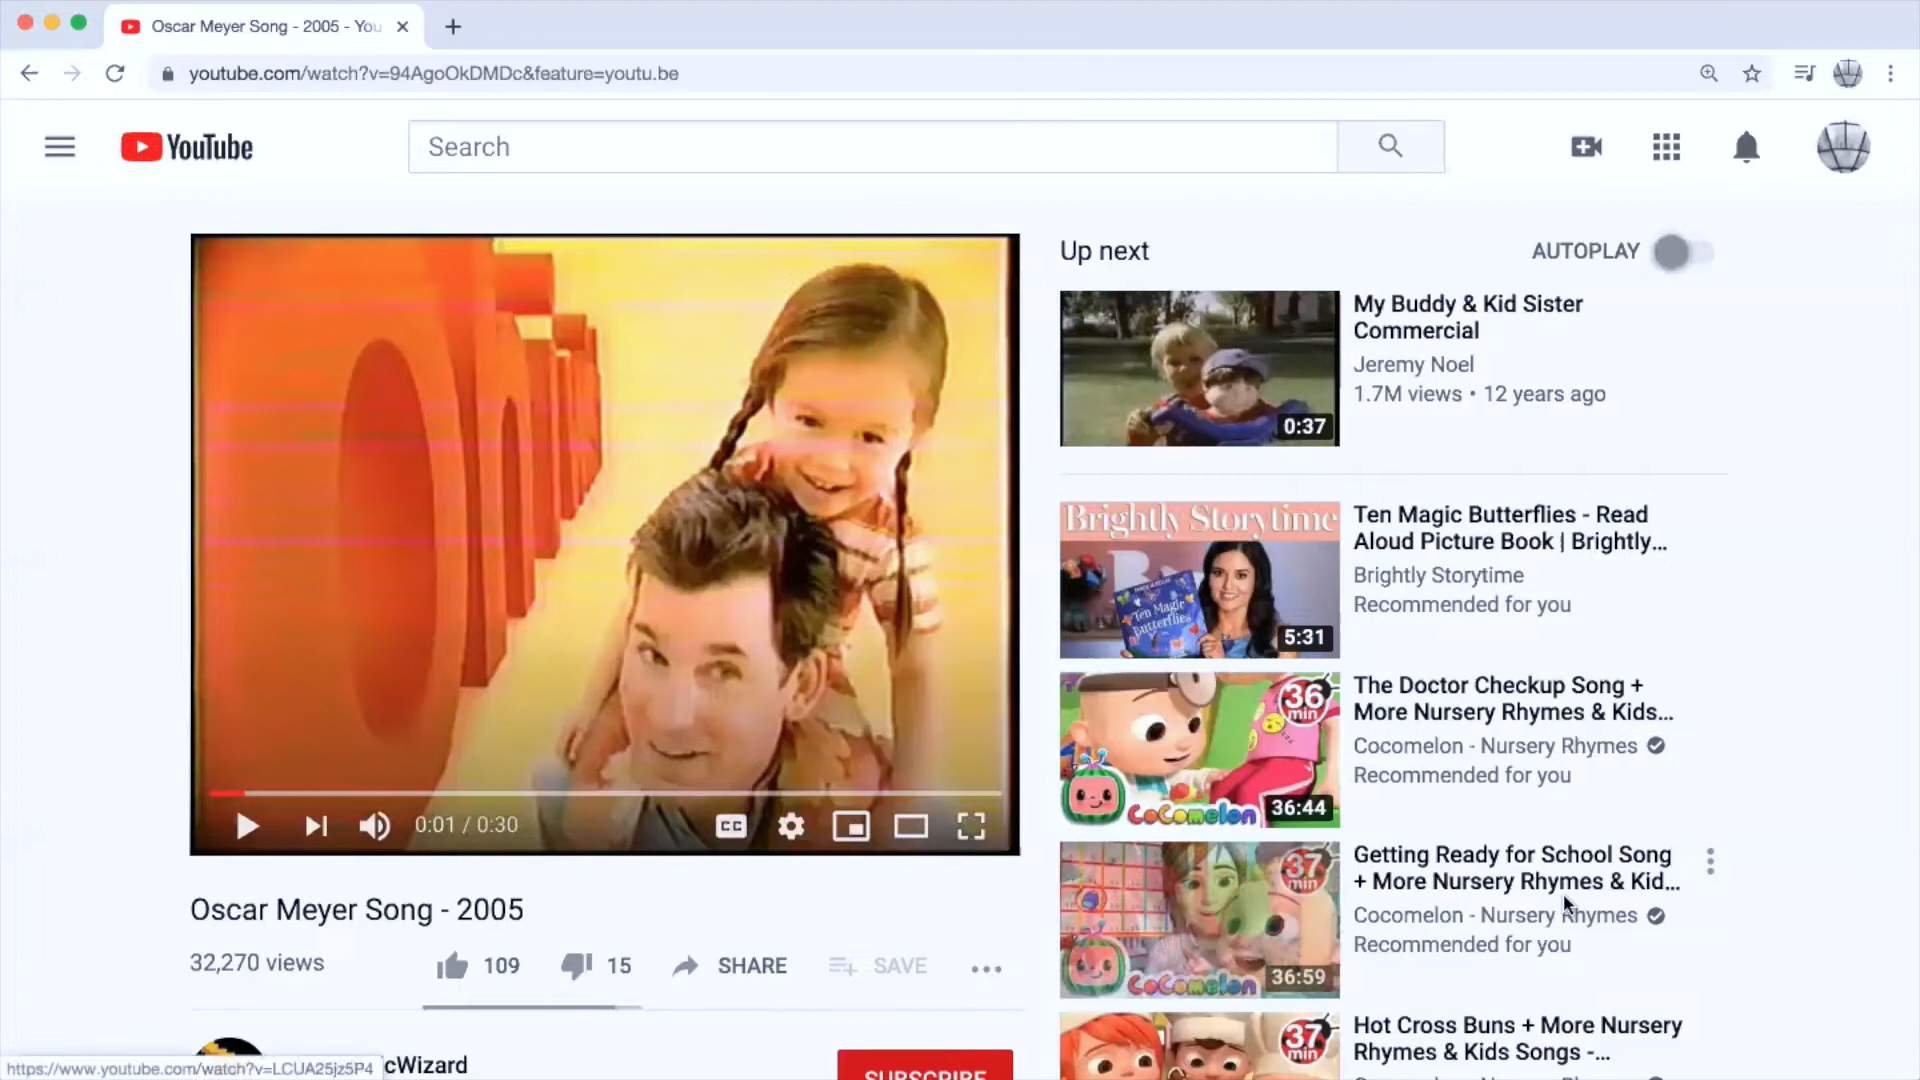 Oscar Meyer Song - 2005 - You
youtube.com/watch?v=94AgoOkDMDc&feature=youtu.be
YouTube
Search
Up next
AUTOPLAY
My Buddy & Kid Sister
Commercial
Jeremy Noel
1.7M views • 12 years ago
0:37
Brightly Storytime
Ten Magic
Butterflies
5:31
Ten Magic Butterflies - Read
Aloud Picture Book | Brightly...
Brightly Storytime
Recommended for you
36
min
CoComelon
36:44
The Doctor Checkup Song +
More Nursery Rhymes & Kids...
Cocomelon - Nursery Rhymes
Recommended for you
37
min
CoComelon
36:59
Getting Ready for School Song
+ More Nursery Rhymes & Kid...
Cocomelon - Nursery Rhymes
Recommended for you
37
min
Hot Cross Buns + More Nursery
Rhymes & Kids Songs -...
0:01 / 0:30
CC
Oscar Meyer Song - 2005
32,270 views
109
15
SHARE
SAVE
cWizard
SUBSCRIBE
https://www.youtube.com/watch?v=LCUA25jz5P4